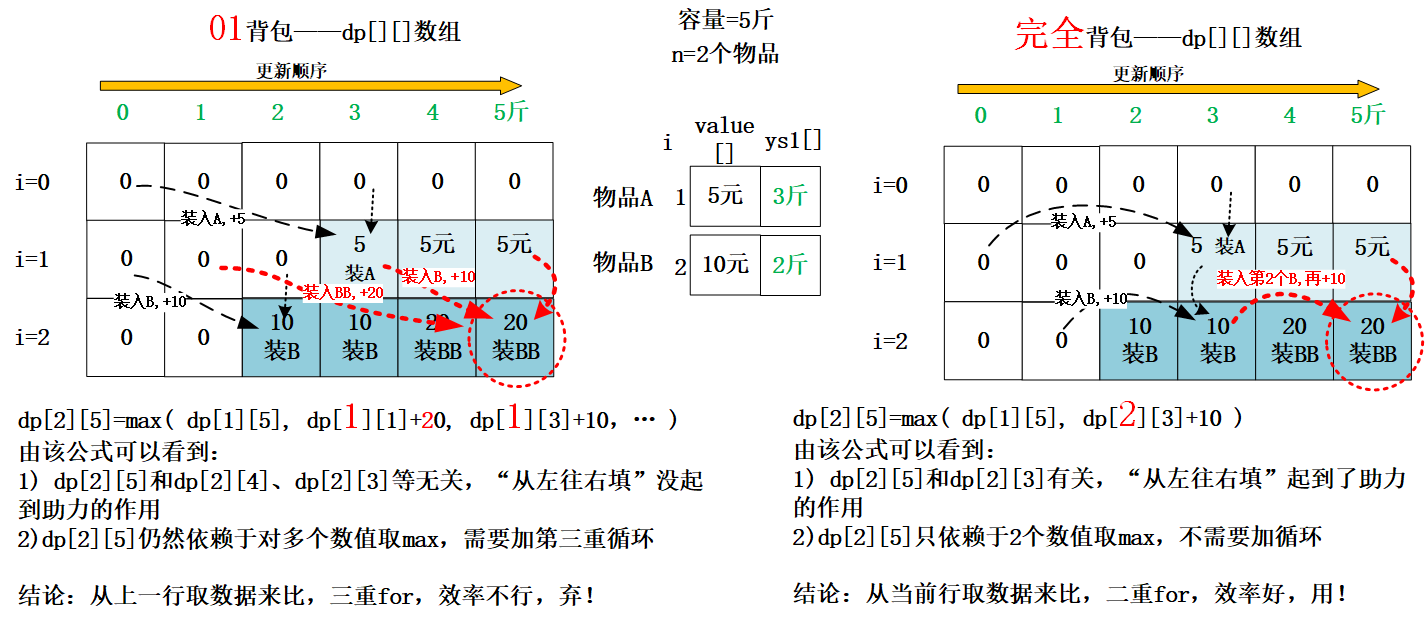 01背包——dp[][]数组
更新顺序
0 1 2 3 4 5斤
i=0 0 0 0 0 0 0
装入A,+5
i=1 0 0 0 5 5元 5元
装A
装入B,+10
装入BB,+20
装入B,+10
i=2 0 0 10 10 20 20
装B 装B 装BB 装BB
dp[2][5]=max( dp[1][5], dp[1][1]+20, dp[1][3]+10, … )
由该公式可以看到:
1) dp[2][5]和dp[2][4]、dp[2][3]等无关，“从左往右填”没起
到助力的作用
2)dp[2][5]仍然依赖于对多个数值取max，需要加第三重循环
结论：从上一行取数据来比，三重for，效率不行，弃！
容量=5斤
n=2个物品
i value ysl[]
[]
物品A 1 5元 3斤
物品B 2 10元 2斤
完全背包——dp[][]数组
更新顺序
0 1 2 3 4 5斤
i=0 0 0 0 0 0 0
装入A,+5
i=1 0 0 0 5 装A 5元 5元
装入第2个B,再+10
装入B,+10
i=2 0 0 10 10 20 20
装B 装B 装BB 装BB
dp[2][5]=max( dp[1][5], dp[2][3]+10 )
由该公式可以看到:
1) dp[2][5]和dp[2][3]有关，“从左往右填”起到了助力
的作用
2)dp[2][5]只依赖于2个数值取max，不需要加循环
结论：从当前行取数据来比，二重for，效率好，用！